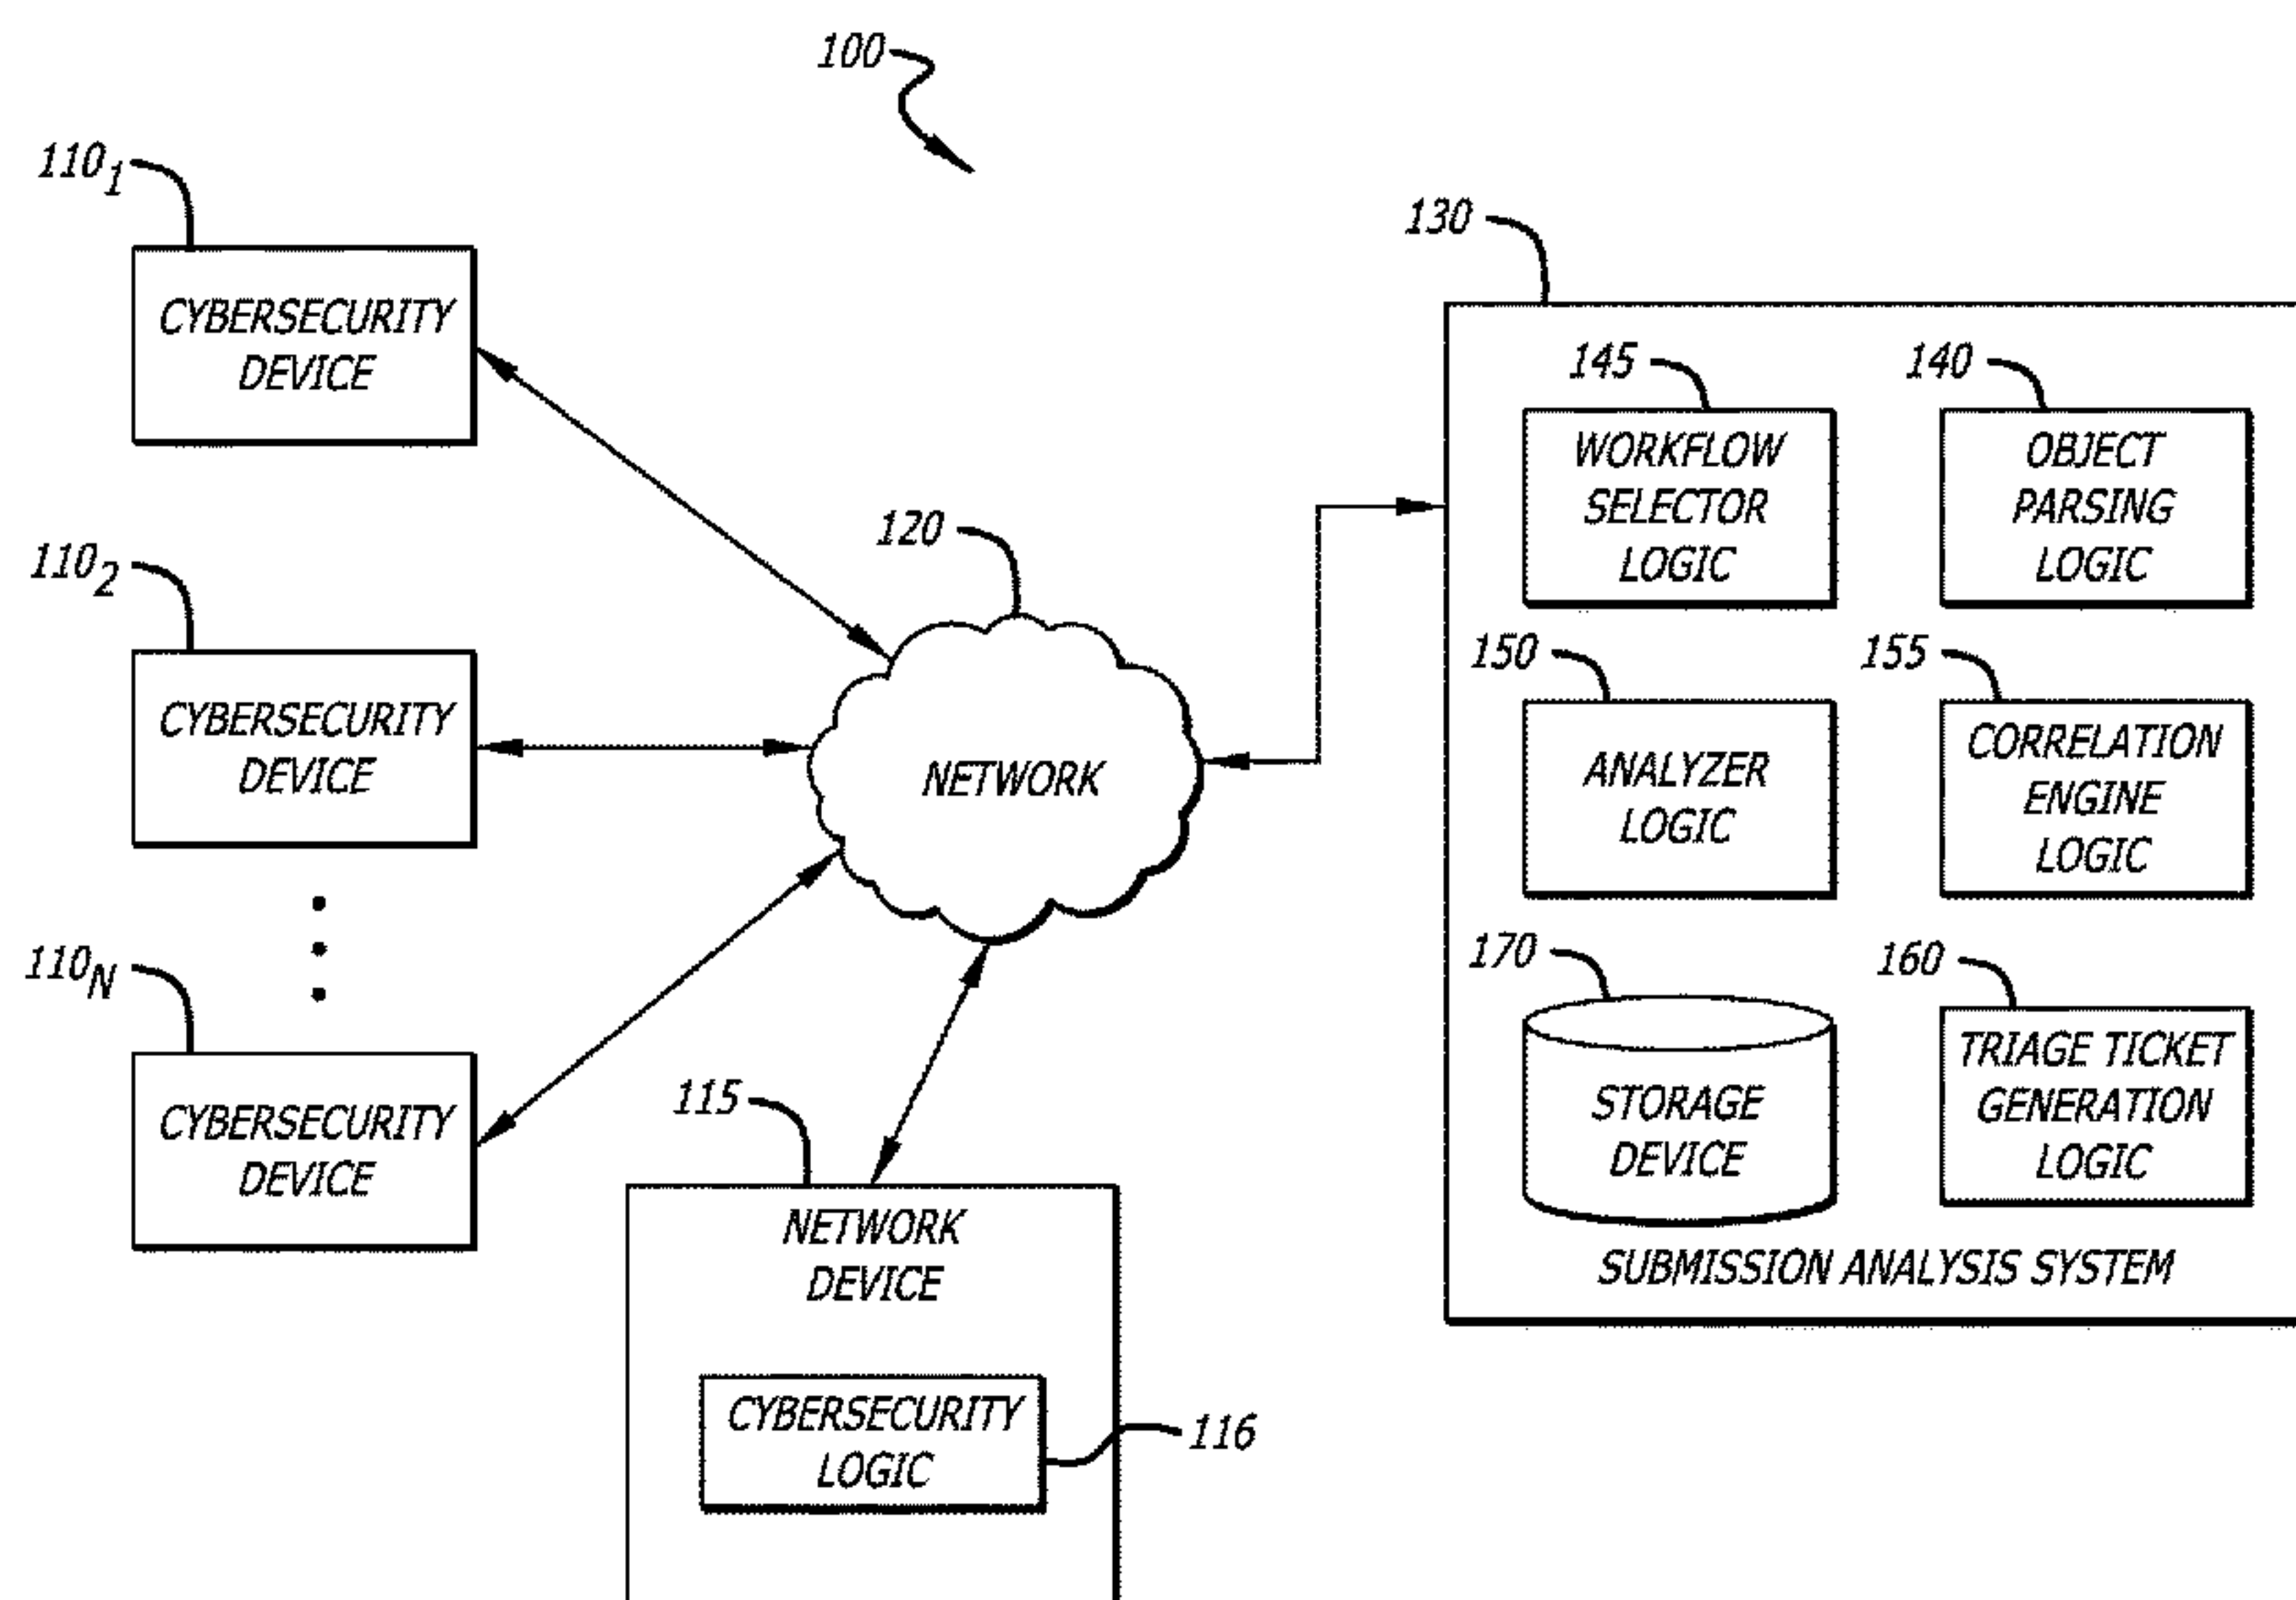 100
110₁
CYBERSECURITY
DEVICE
110₂
CYBERSECURITY
DEVICE
110N
CYBERSECURITY
DEVICE
120
NETWORK
115
NETWORK
DEVICE
CYBERSECURITY
LOGIC
116
130
145
WORKFLOW
SELECTOR
LOGIC
140
OBJECT
PARSING
LOGIC
150
ANALYZER
LOGIC
155
CORRELATION
ENGINE
LOGIC
170
STORAGE
DEVICE
160
TRIAGE TICKET
GENERATION
LOGIC
SUBMISSION ANALYSIS SYSTEM